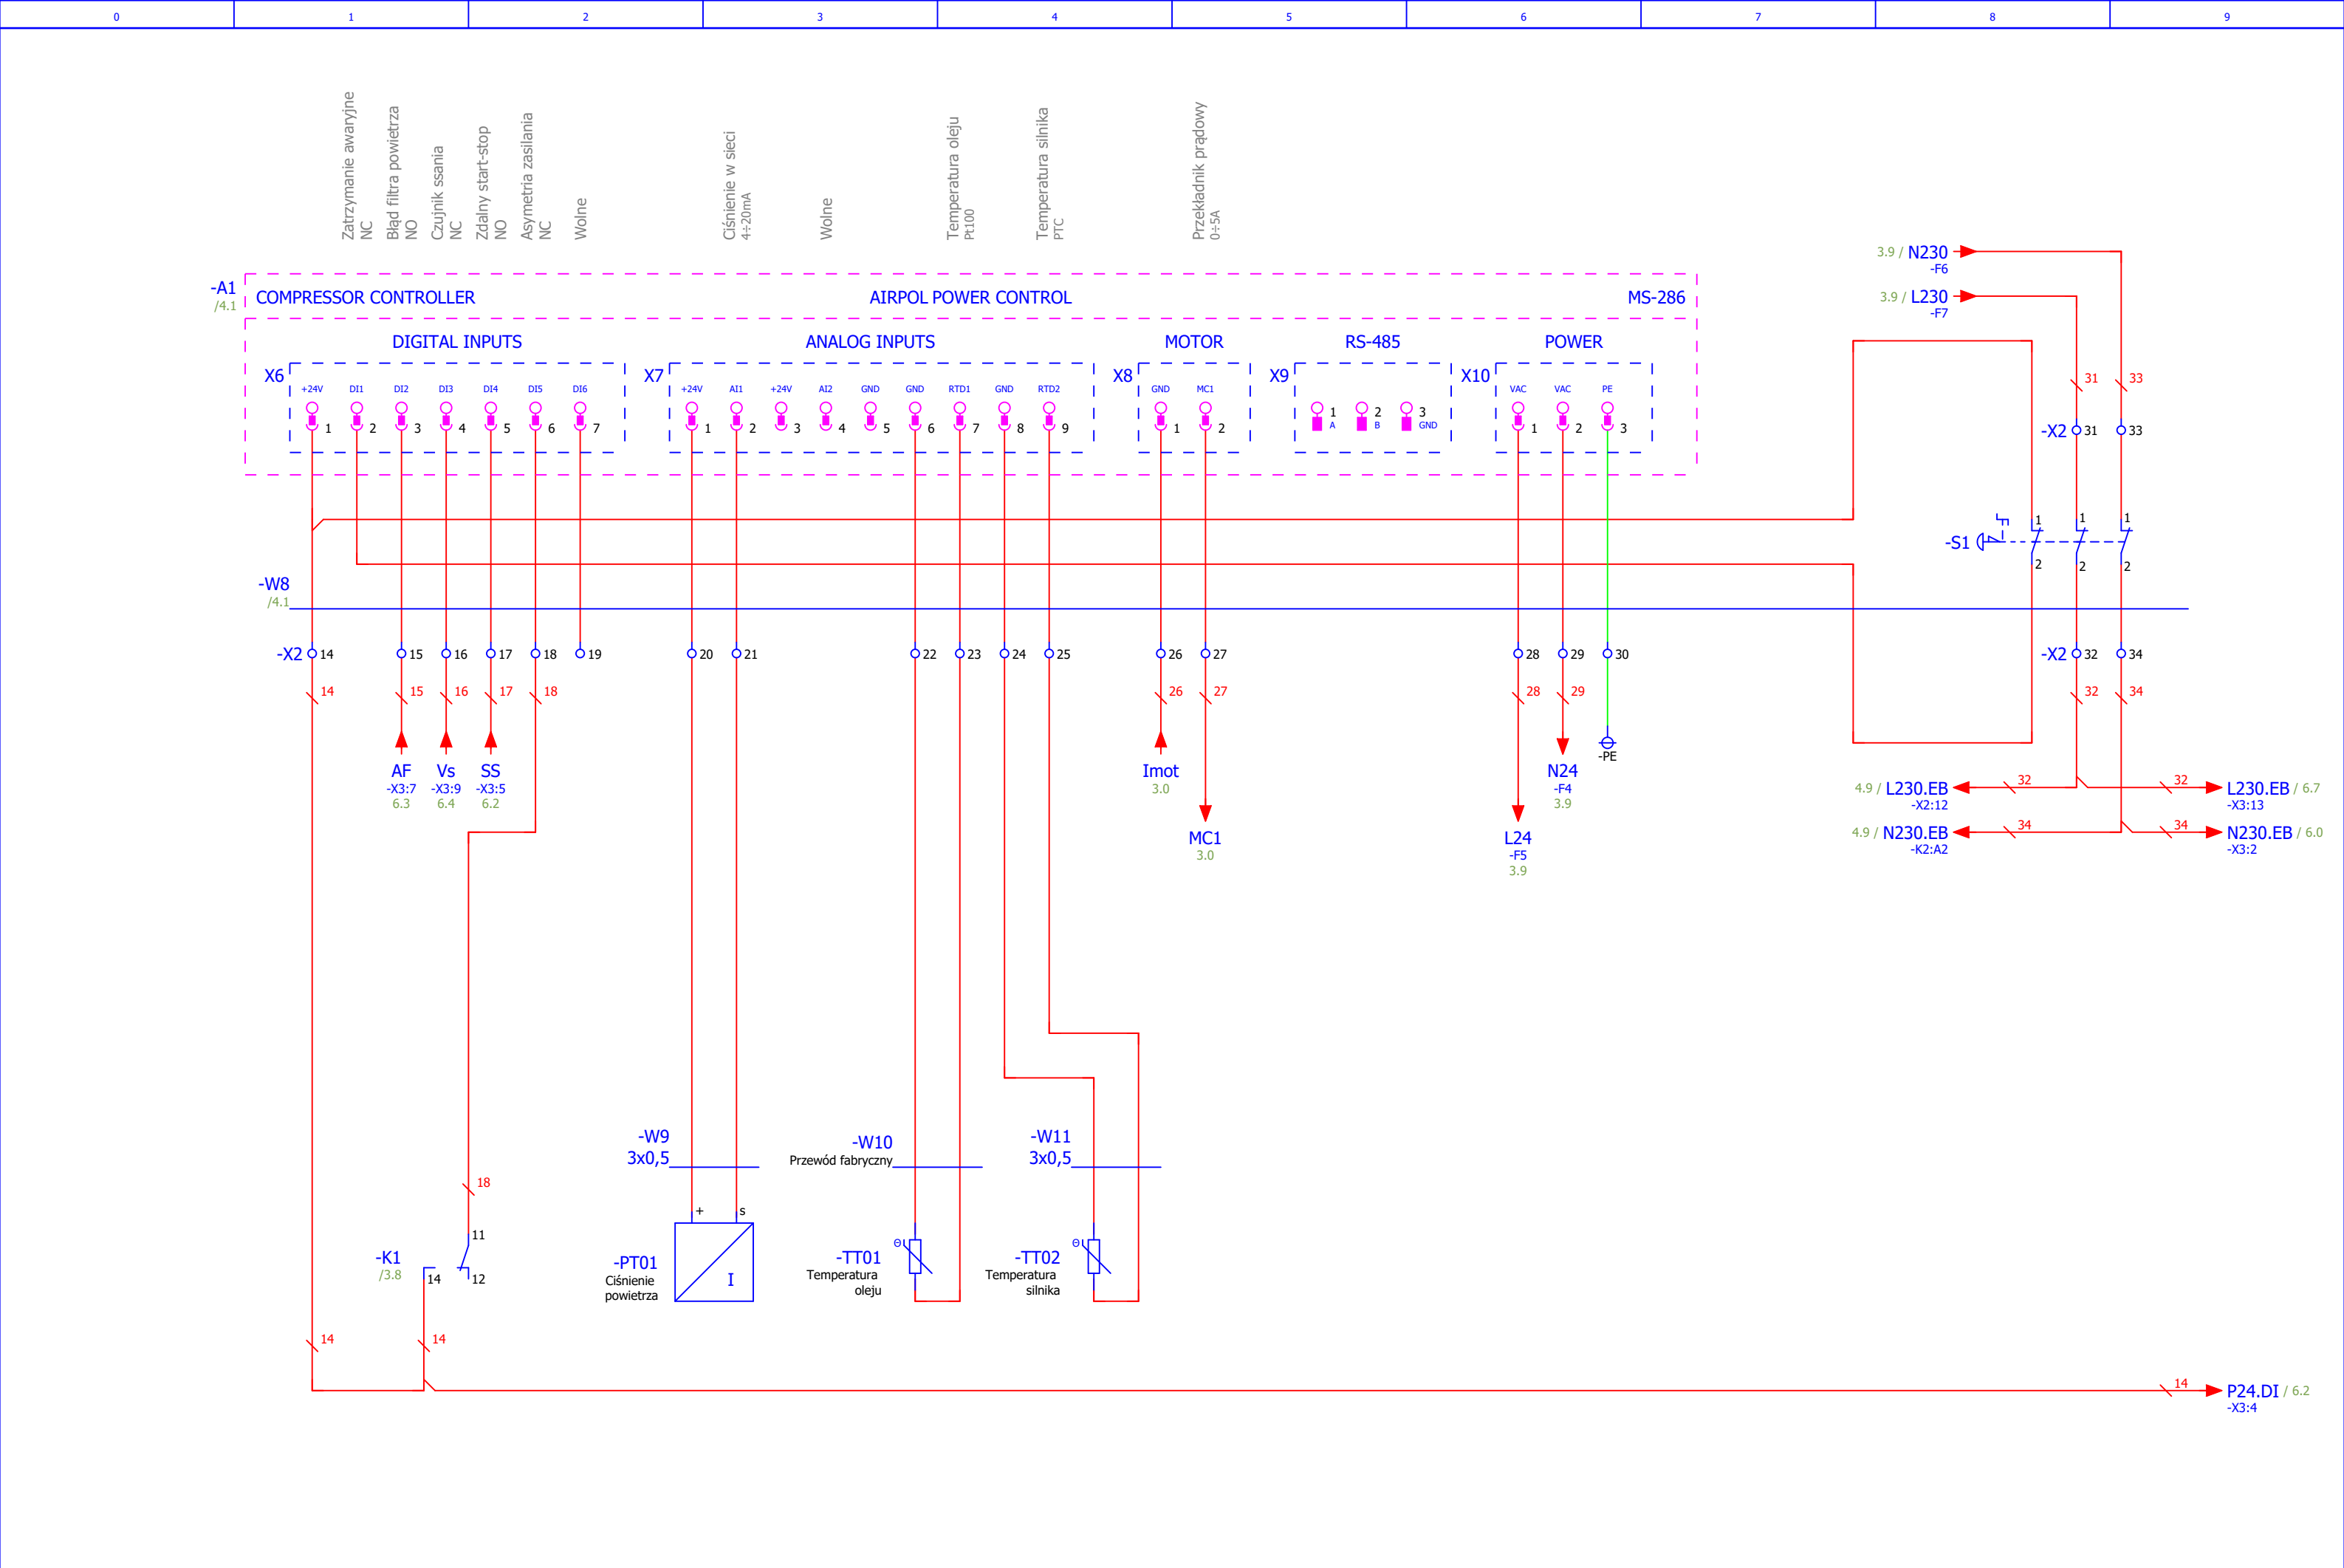 0 1 2 3 4 5 6 7 8 9
Zatrzymanie awaryjne
NC
Błąd filtra powietrza
NO
Czujnik ssania
NC
Zdalny start-stop
NO
Asymetria zasilania
NC
Wolne
Ciśnienie w sieci
4÷20mA
Wolne
Temperatura oleju
Pt100
Temperatura silnika
PTC
Przekładnik prądowy
0÷5A
3.9 / N230
-F6
3.9 / L230
-F7
-A1
/4.1
COMPRESSOR CONTROLLER AIRPOL POWER CONTROL MS-286
DIGITAL INPUTS ANALOG INPUTS MOTOR RS-485 POWER
X6 X7 X8 X9 X10
+24V DI1 DI2 DI3 DI4 DI5 DI6 +24V AI1 +24V AI2 GND GND RTD1 GND RTD2 GND MC1 VAC VAC PE
1 2 3 4 5 6 7 1 2 3 4 5 6 7 8 9 1 2 1 2 3 1 2 3
A B GND
31 33
-X2 31 33
-S1 1 1 1
2 2 2
-W8
/4.1
-X2 14 15 16 17 18 19 20 21 22 23 24 25 26 27 28 29 30 -X2 32 34
14 15 16 17 18 26 27 28 29 32 34
AF Vs SS Imot N24 -PE
-X3:7 -X3:9 -X3:5 3.0 -F4
6.3 6.4 6.2 3.9
MC1
3.0
L24
-F5
3.9
32 32
4.9 / L230.EB L230.EB / 6.7
-X2:12 -X3:13
34 34
4.9 / N230.EB N230.EB / 6.0
-K2:A2 -X3:2
-W9
3x0,5
-W10
Przewód fabryczny
-W11
3x0,5
18
-K1
/3.8
11
14 12
-PT01
Ciśnienie
powietrza
+ s
I
-TT01
Temperatura
oleju
Θ
-TT02
Temperatura
silnika
Θ
14 14
14 P24.DI / 6.2
-X3:4